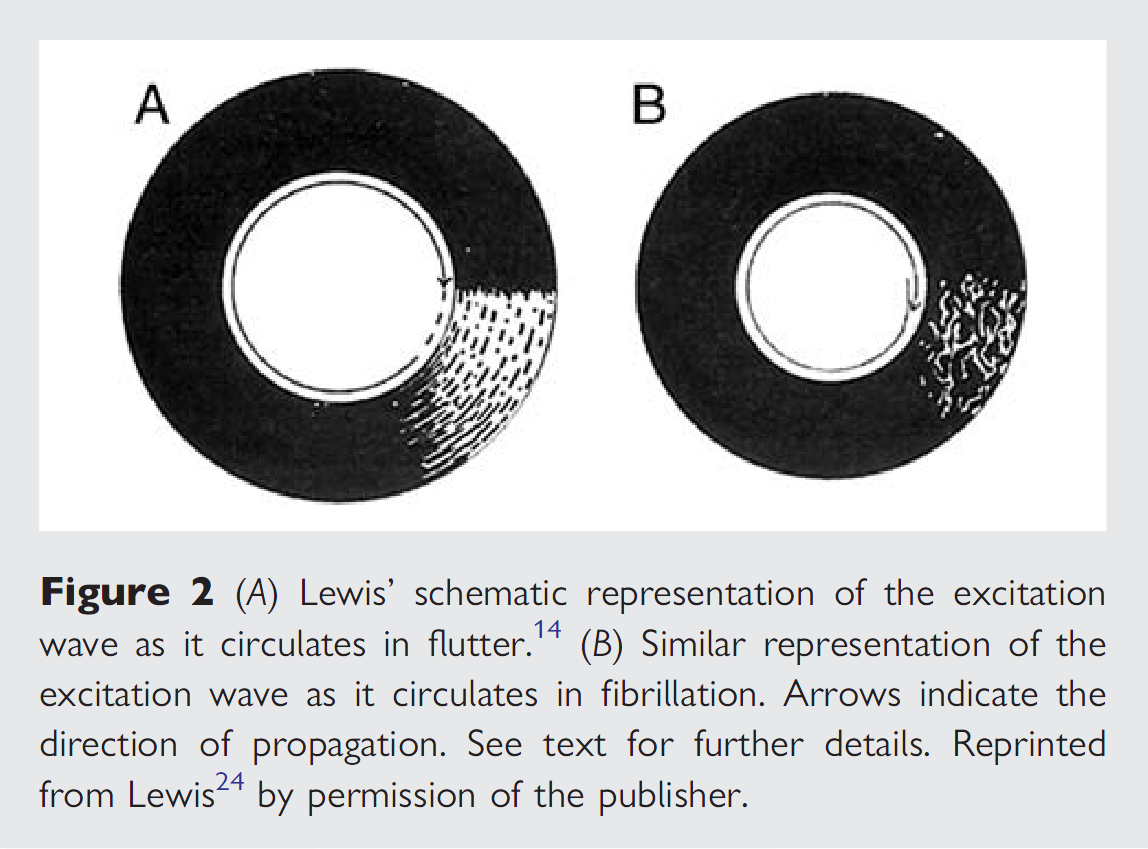 A B
Figure 2 (A) Lewis’ schematic representation of the excitation
wave as it circulates in flutter.14 (B) Similar representation of the
excitation wave as it circulates in fibrillation. Arrows indicate the
direction of propagation. See text for further details. Reprinted
from Lewis24 by permission of the publisher.